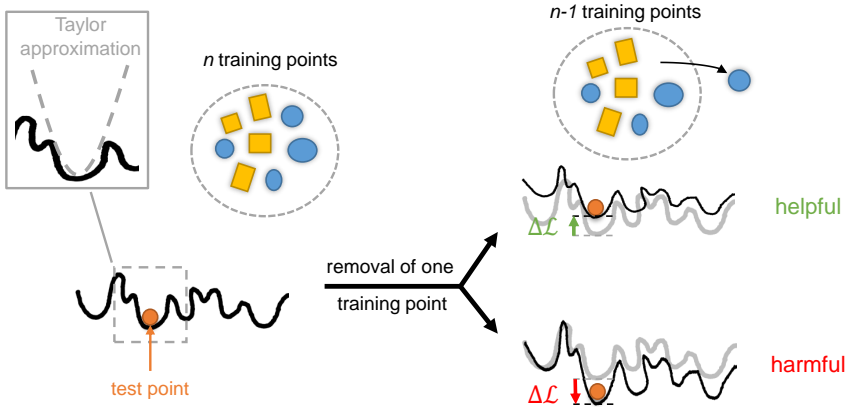 Taylor
approximation
n training points
n-1 training points
Δℒ
helpful
removal of one
training point
test point
Δℒ
harmful